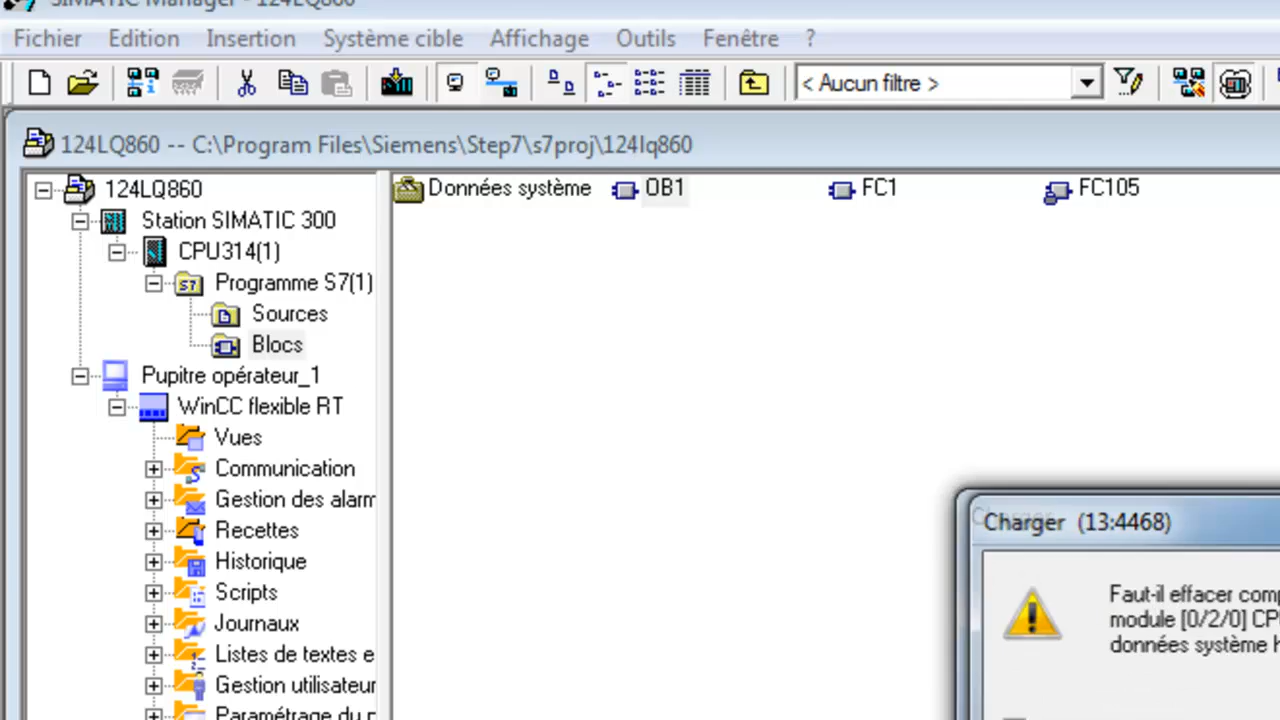 SIMATIC Manager - 124LQ860
Fichier Edition Insertion Système cible Affichage Outils Fenêtre ?
< Aucun filtre >
124LQ860 -- C:\Program Files\Siemens\Step7\s7proj\124lq860
124LQ860
Données système OB1 FC1 FC105
Station SIMATIC 300
CPU314(1)
Programme S7(1)
Sources
Blocs
Pupitre opérateur_1
WinCC flexible RT
Vues
Communication
Gestion des alarm
Recettes
Historique
Scripts
Journaux
Listes de textes e
Gestion utilisateur
Paramétrage du p
Charger (13:4468)
Faut-il effacer comp
module [0/2/0] CP
données système h